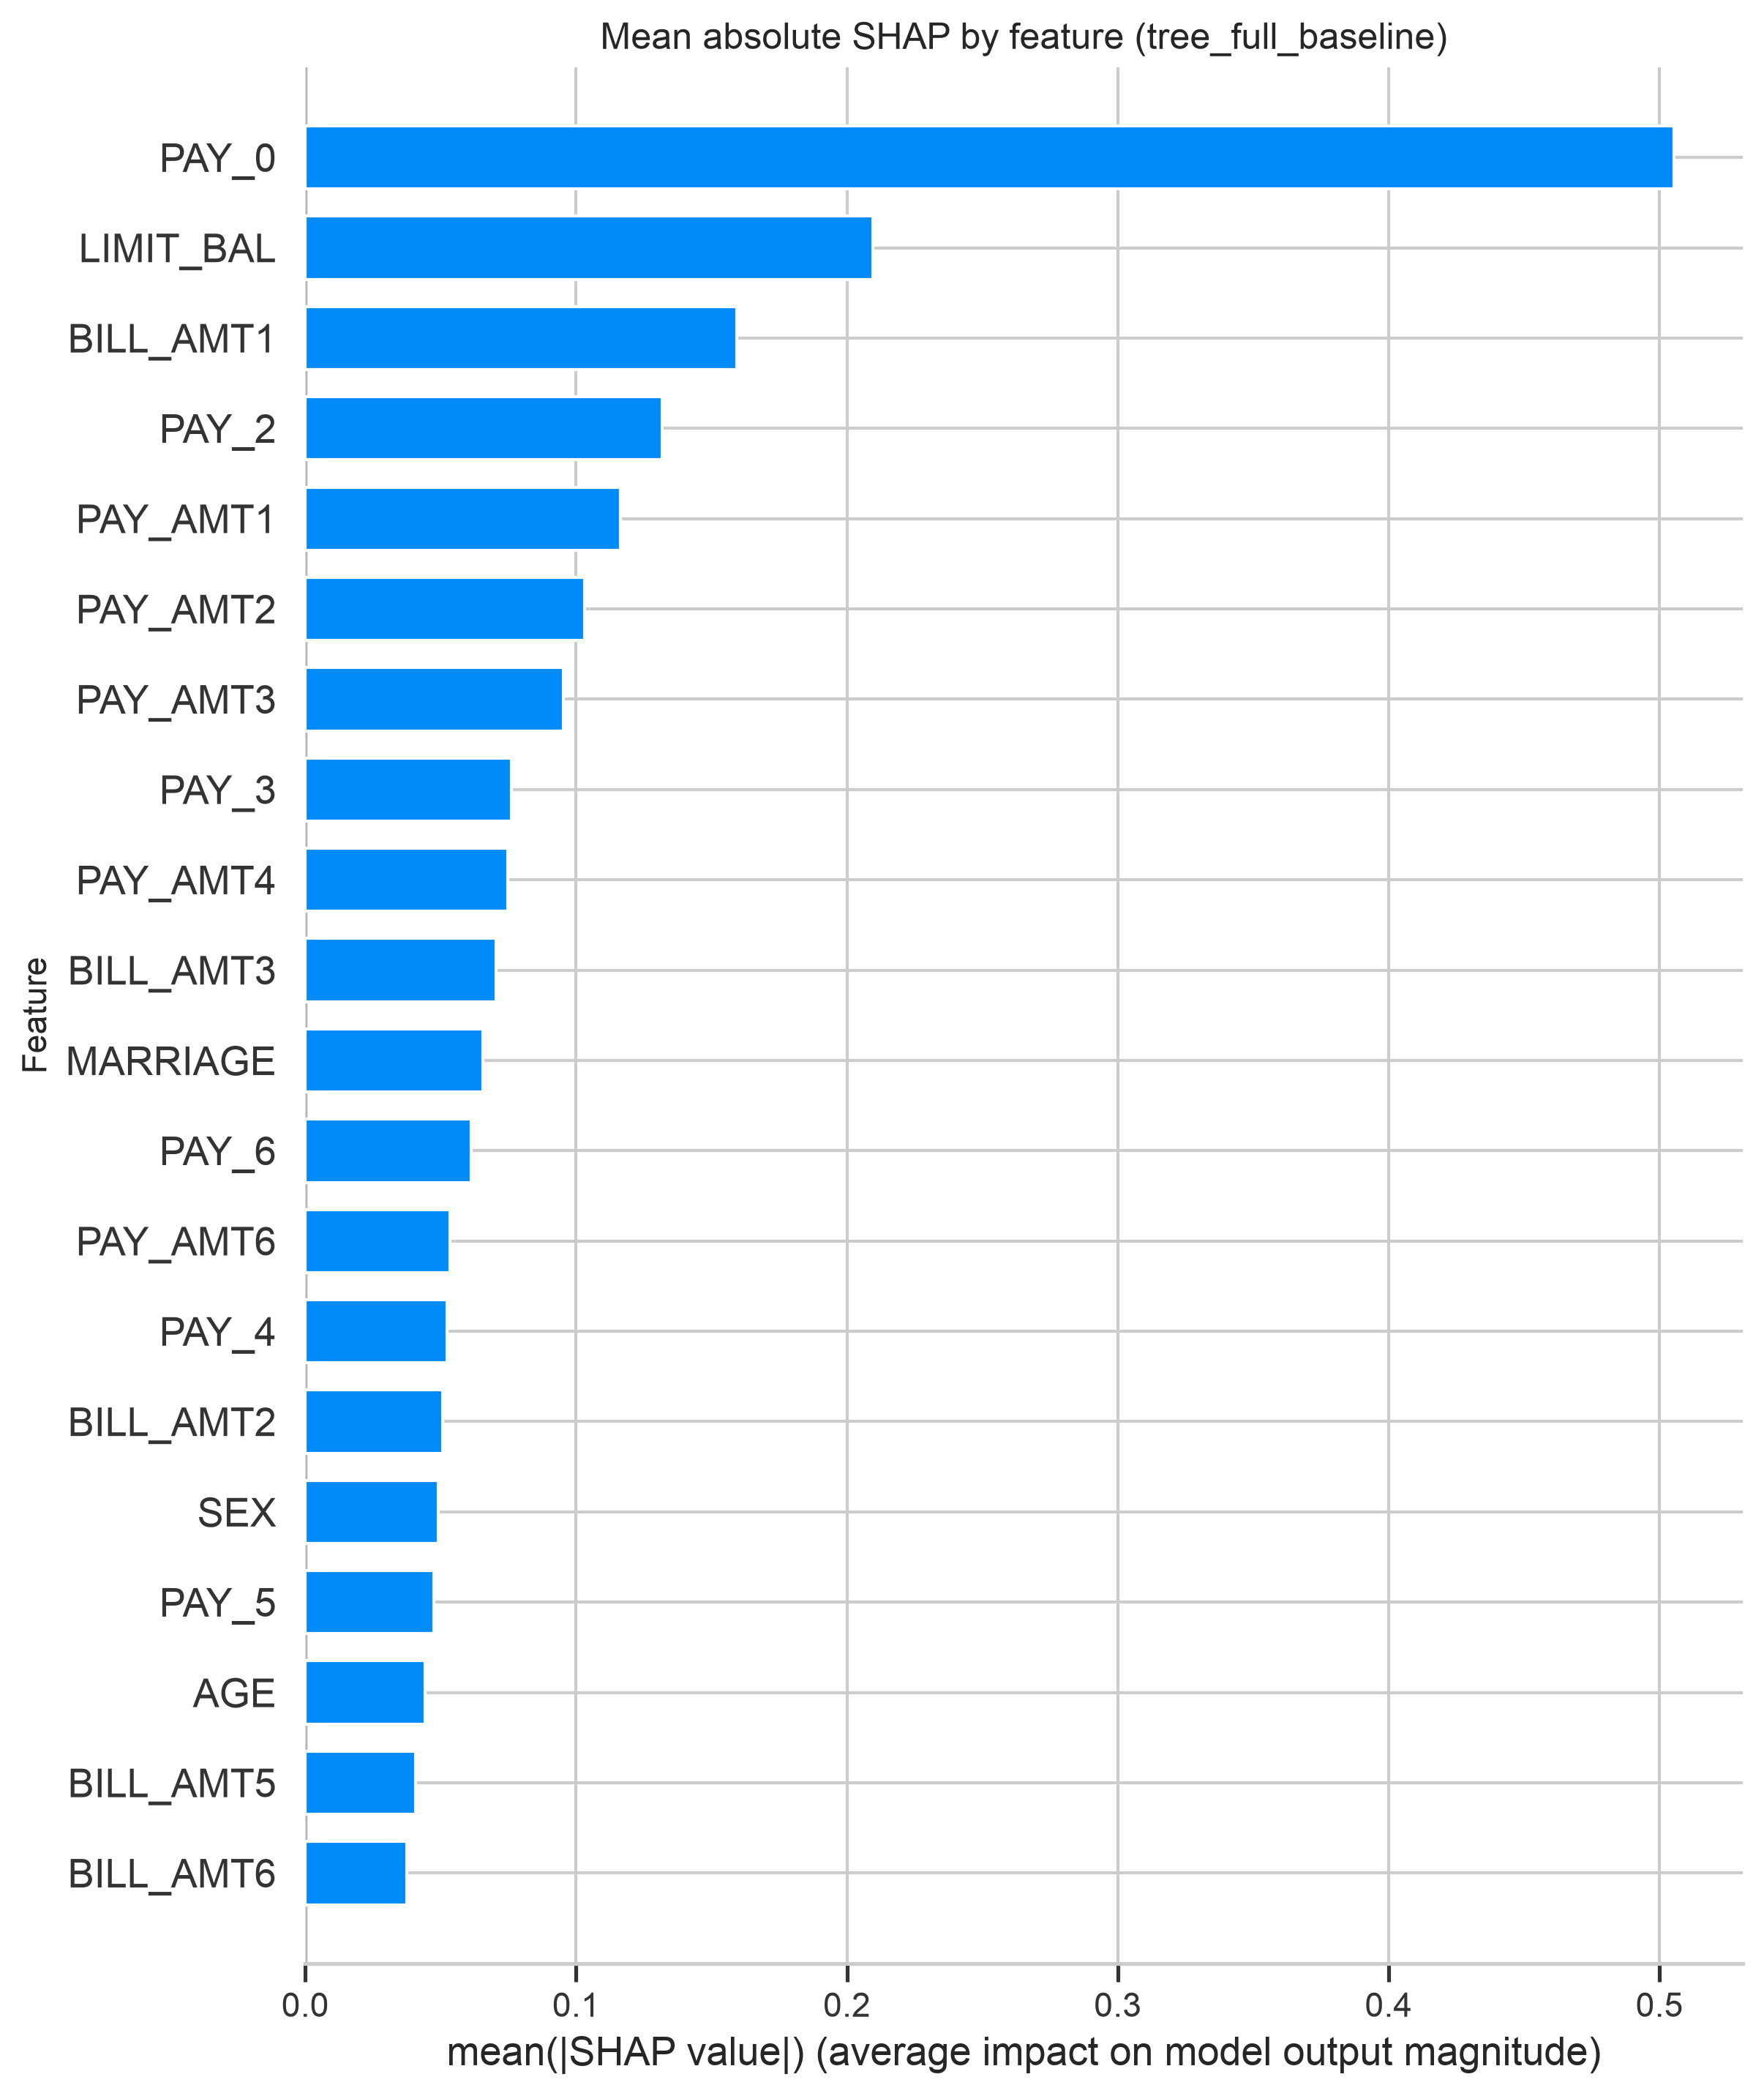 Mean absolute SHAP by feature (tree_full_baseline)
PAY_0
LIMIT_BAL
BILL_AMT1
PAY_2
PAY_AMT1
PAY_AMT2
PAY_AMT3
PAY_3
PAY_AMT4
BILL_AMT3
MARRIAGE
PAY_6
PAY_AMT6
PAY_4
BILL_AMT2
SEX
PAY_5
AGE
BILL_AMT5
BILL_AMT6
Feature
0.0 0.1 0.2 0.3 0.4 0.5
mean(|SHAP value|) (average impact on model output magnitude)